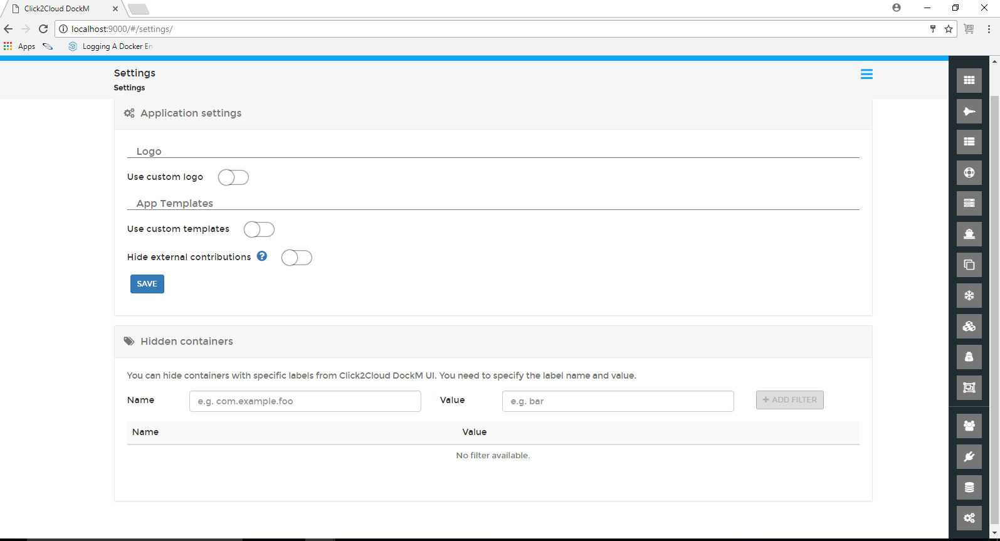 Click2Cloud DockM
localhost:9000/#/settings/
Apps
Logging A Docker En
Settings
Settings
Application settings
Logo
Use custom logo
App Templates
Use custom templates
Hide external contributions ?
SAVE
Hidden containers
You can hide containers with specific labels from Click2Cloud DockM UI. You need to specify the label name and value.
Name e.g. com.example.foo Value e.g. bar + ADD FILTER
Name Value
No filter available.